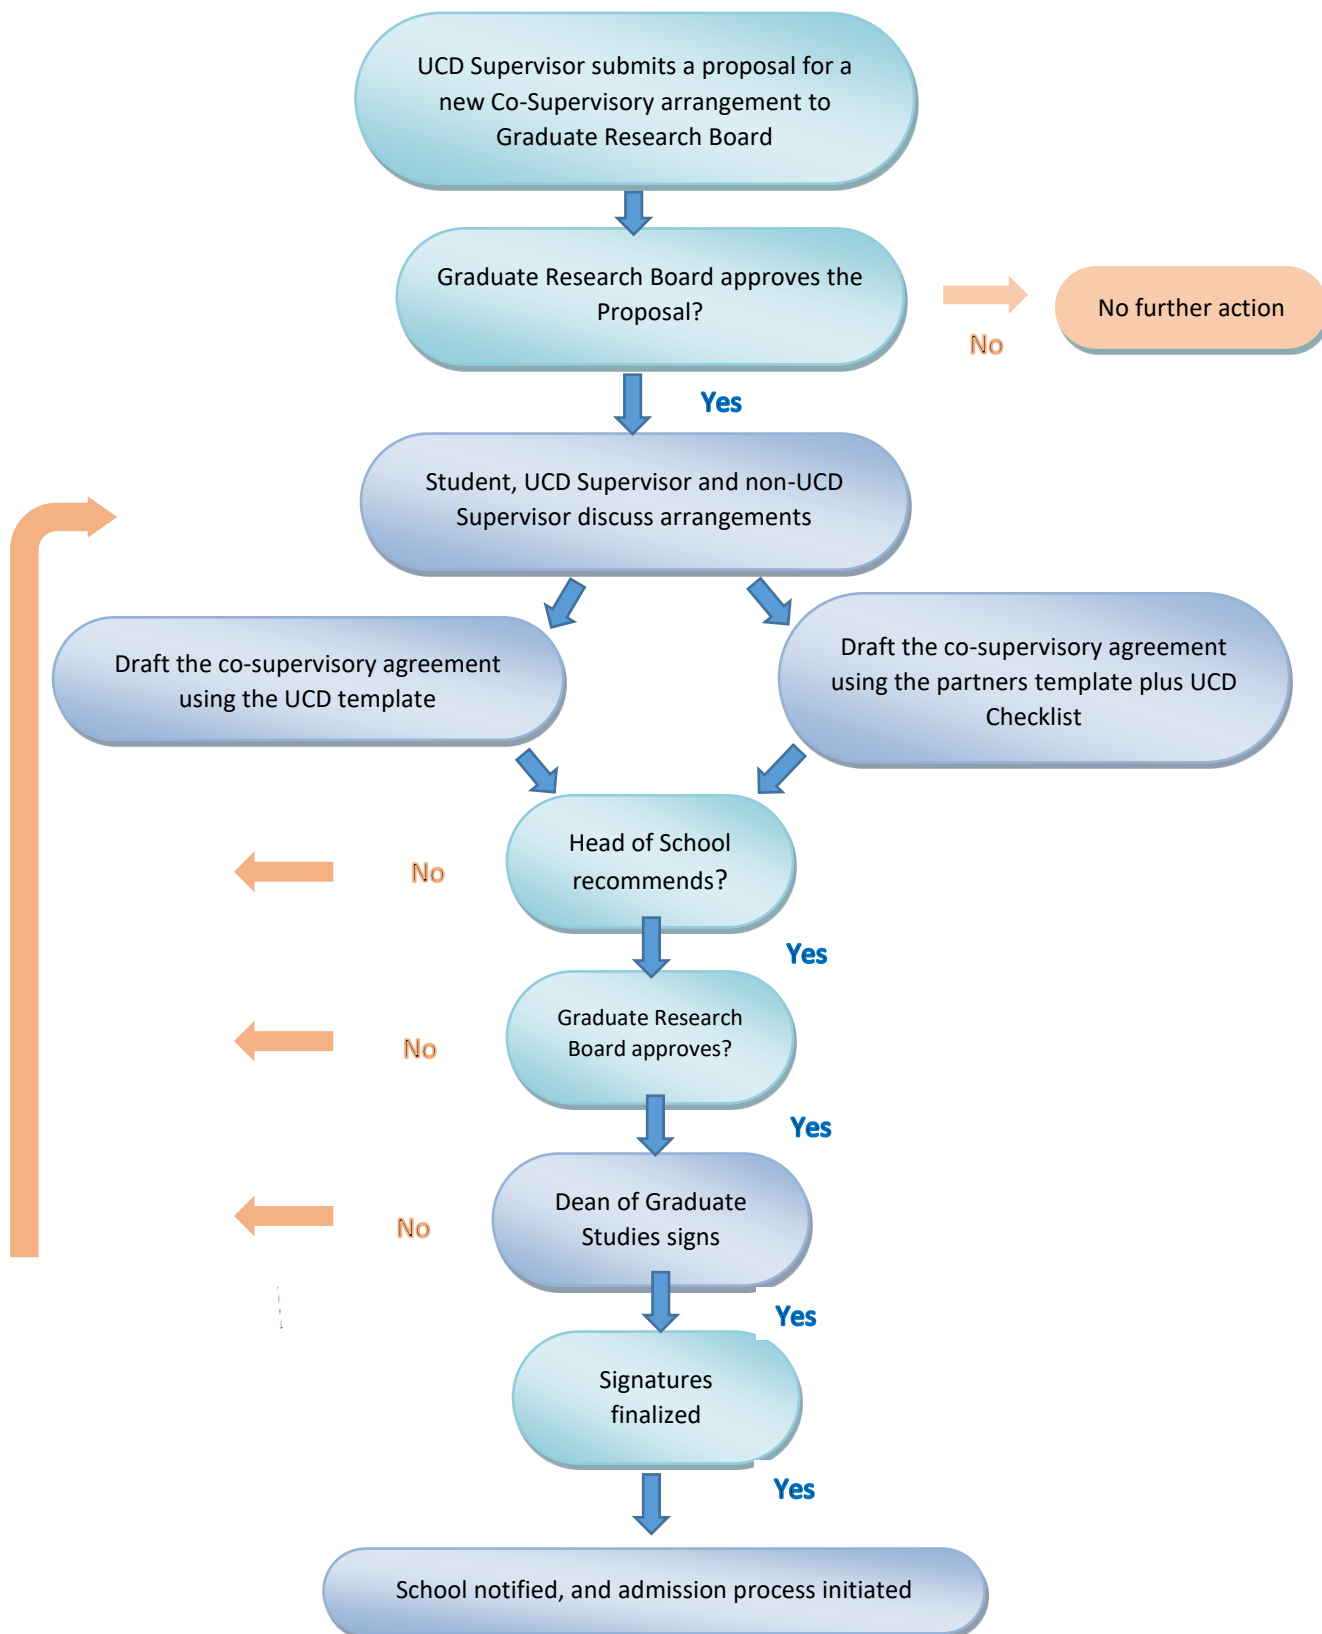 UCD Supervisor submits a proposal for a
new Co-Supervisory arrangement to
Graduate Research Board
Graduate Research Board approves the
Proposal?
No further action
No
Yes
Student, UCD Supervisor and non-UCD
Supervisor discuss arrangements
Draft the co-supervisory agreement
using the UCD template
Draft the co-supervisory agreement
using the partners template plus UCD
Checklist
Head of School
recommends?
No
Yes
Graduate Research
Board approves?
No
Yes
Dean of Graduate
Studies signs
No
Yes
Signatures
finalized
Yes
School notified, and admission process initiated